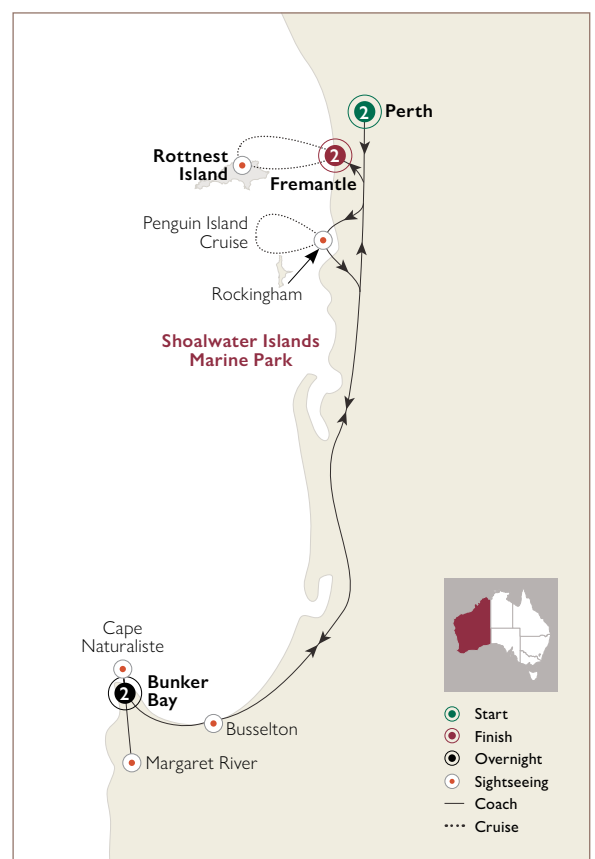 2
Perth
2
Fremantle
Rottnest
Island
Penguin Island
Cruise
Rockingham
Shoalwater Islands
Marine Park
Cape
Naturaliste
2
Bunker
Bay
Busselton
Margaret River
Start
Finish
Overnight
Sightseeing
Coach
Cruise